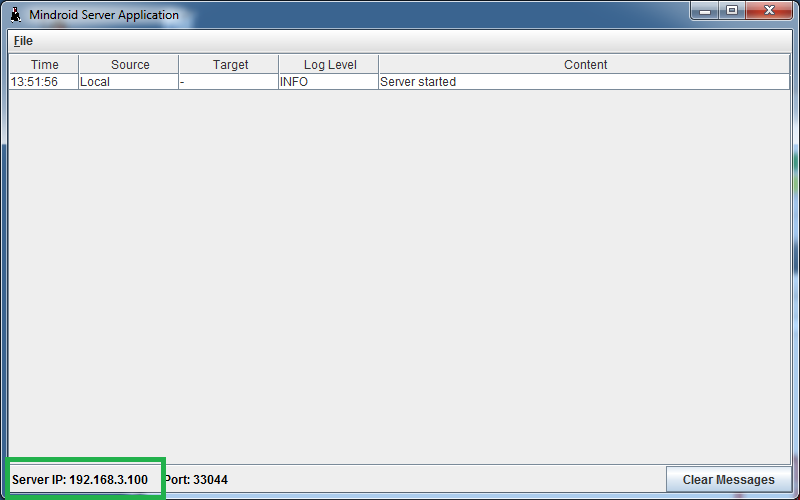 Mindroid Server Application
File
Time Source Target Log Level Content
13:51:56 Local - INFO Server started
Server IP: 192.168.3.100 Port: 33044 Clear Messages